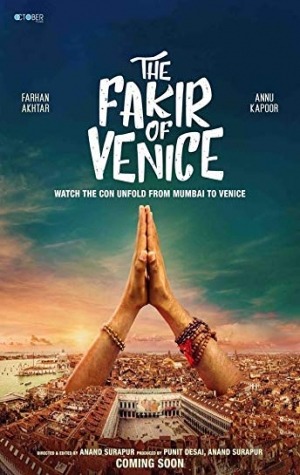 OCTOBER
THE
FAKIR
OF
VENICE
FARHAN
AKHTAR
ANNU
KAPOOR
WATCH THE CON UNFOLD FROM MUMBAI TO VENICE
DIRECTED & EDITED BY ANAND SURAPUR PRODUCED BY PUNIT DESAI, ANAND SURAPUR
COMING SOON